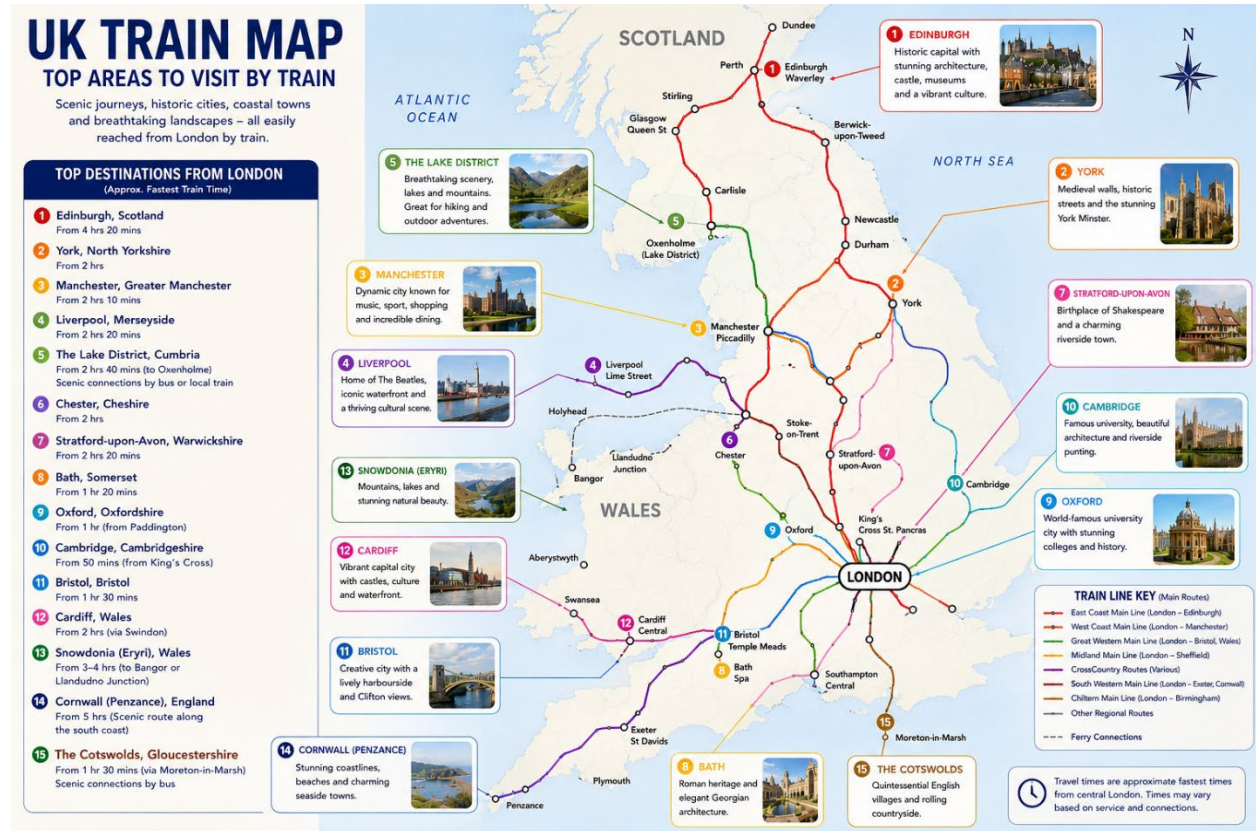 UK TRAIN MAP
TOP AREAS TO VISIT BY TRAIN
Scenic journeys, historic cities, coastal towns
and breathtaking landscapes – all easily
reached from London by train.
TOP DESTINATIONS FROM LONDON
(Approx. Fastest Train Time)
1 Edinburgh, Scotland
From 4 hrs 20 mins
2 York, North Yorkshire
From 2 hrs
3 Manchester, Greater Manchester
From 2 hrs 10 mins
4 Liverpool, Merseyside
From 2 hrs 20 mins
5 The Lake District, Cumbria
From 2 hrs 40 mins (to Oxenholme)
Scenic connections by bus or local train
6 Chester, Cheshire
From 2 hrs
7 Stratford-upon-Avon, Warwickshire
From 2 hrs 20 mins
8 Bath, Somerset
From 1 hr 20 mins
9 Oxford, Oxfordshire
From 1 hr (from Paddington)
10 Cambridge, Cambridgeshire
From 50 mins (from King's Cross)
11 Bristol, Bristol
From 1 hr 30 mins
12 Cardiff, Wales
From 2 hrs (via Swindon)
13 Snowdonia (Eryri), Wales
From 3–4 hrs (to Bangor or
Llandudno Junction)
14 Cornwall (Penzance), England
From 5 hrs (Scenic route along
the south coast)
15 The Cotswolds, Gloucestershire
From 1 hr 30 mins (via Moreton-in-Marsh)
Scenic connections by bus
SCOTLAND
ATLANTIC
OCEAN
NORTH SEA
WALES
N
Dundee
Perth
1 Edinburgh
Waverley
Stirling
Glasgow
Queen St
Berwick-
upon-Tweed
Carlisle
5
Oxenholme
(Lake District)
Newcastle
Durham
2
York
3 Manchester
Piccadilly
4 Liverpool
Lime Street
Holyhead
Llandudno
Junction
Bangor
6
Chester
Stoke-
on-Trent
Stratford-
upon-Avon
7
10 Cambridge
King's
Cross St. Pancras
9 Oxford
LONDON
Aberystwyth
Swansea
12 Cardiff
Central
11 Bristol
Temple Meads
8 Bath
Spa
Southampton
Central
Exeter
St Davids
Plymouth
Penzance
15
Moreton-in-Marsh
1 EDINBURGH
Historic capital with
stunning architecture,
castle, museums
and a vibrant culture.
5 THE LAKE DISTRICT
Breathtaking scenery,
lakes and mountains.
Great for hiking and
outdoor adventures.
2 YORK
Medieval walls, historic
streets and the stunning
York Minster.
3 MANCHESTER
Dynamic city known for
music, sport, shopping
and incredible dining.
7 STRATFORD-UPON-AVON
Birthplace of Shakespeare
and a charming
riverside town.
4 LIVERPOOL
Home of The Beatles,
iconic waterfront and
a thriving cultural scene.
10 CAMBRIDGE
Famous university, beautiful
architecture and riverside
punting.
13 SNOWDONIA (ERYRI)
Mountains, lakes and
stunning natural beauty.
9 OXFORD
World-famous university
city with stunning
colleges and history.
12 CARDIFF
Vibrant capital city
with castles, culture
and waterfront.
11 BRISTOL
Creative city with a
lively harbourside
and Clifton views.
14 CORNWALL (PENZANCE)
Stunning coastlines,
beaches and charming
seaside towns.
8 BATH
Roman heritage and
elegant Georgian
architecture.
15 THE COTSWOLDS
Quintessential English
villages and rolling
countryside.
TRAIN LINE KEY (Main Routes)
East Coast Main Line (London – Edinburgh)
West Coast Main Line (London – Manchester)
Great Western Main Line (London – Bristol, Wales)
Midland Main Line (London – Sheffield)
CrossCountry Routes (Various)
South Western Main Line (London – Exeter, Cornwall)
Chiltern Main Line (London – Birmingham)
Other Regional Routes
Ferry Connections
Travel times are approximate fastest times
from central London. Times may vary
based on service and connections.